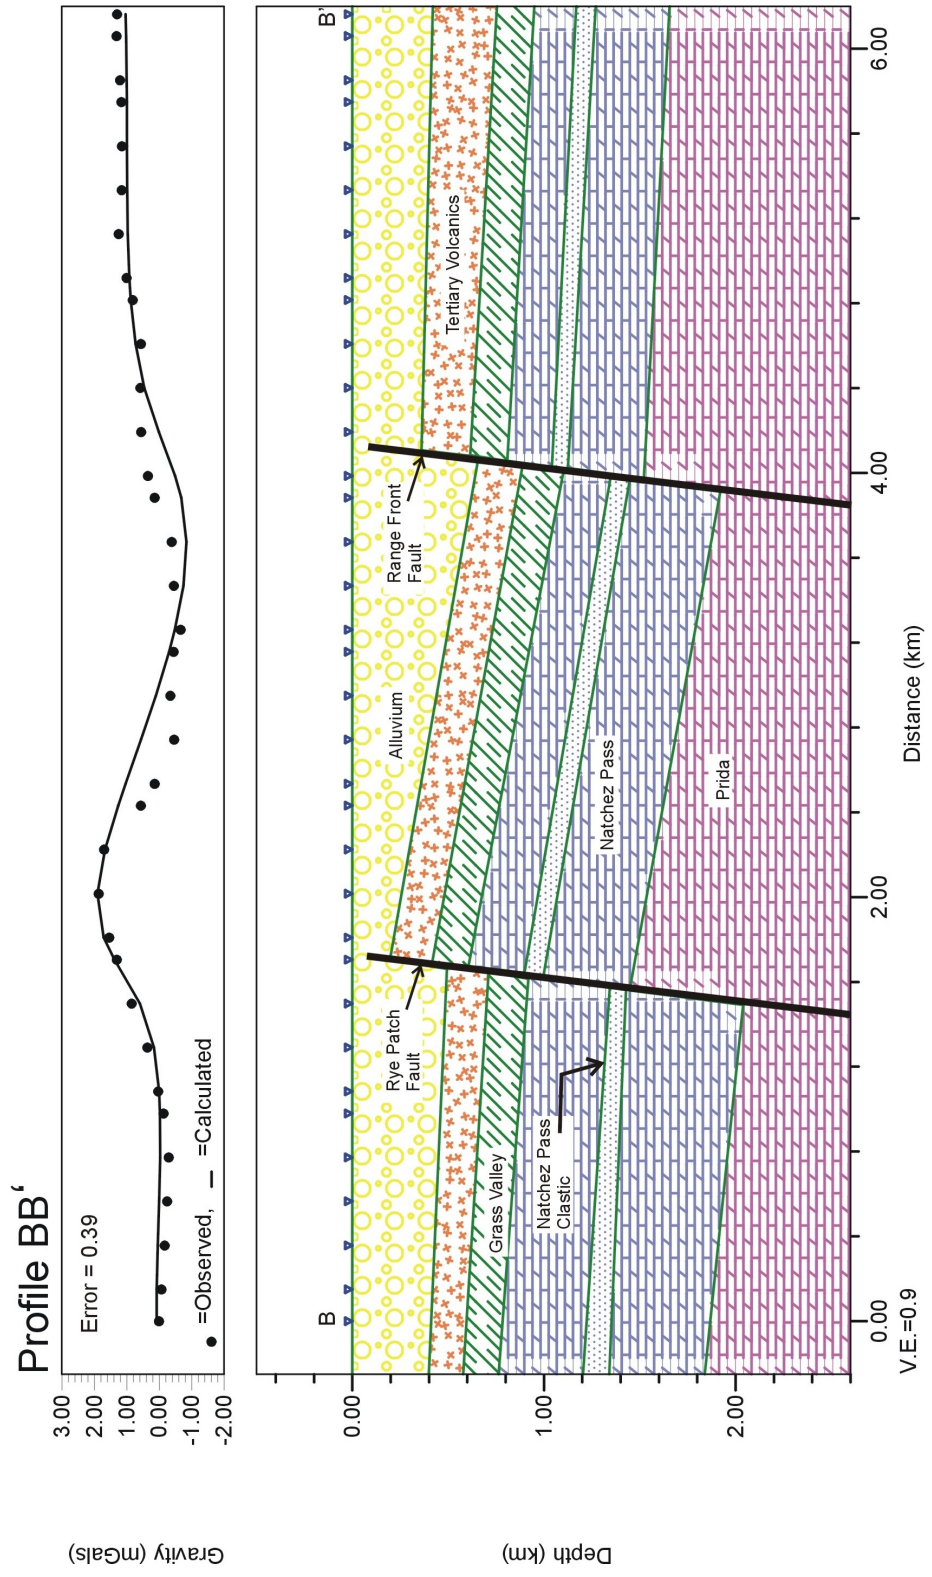 Profile BB‘
Error = 0.39
=Observed, — =Calculated
3.00
2.00
1.00
0.00
-1.00
-2.00
Gravity (mGals)
B
B'
Alluvium
Tertiary Volcanics
Range Front
Fault
Rye Patch
Fault
Grass Valley
Natchez Pass
Clastic
Natchez Pass
Prida
0.00
1.00
2.00
Depth (km)
0.00
2.00
4.00
6.00
V.E.=0.9
Distance (km)